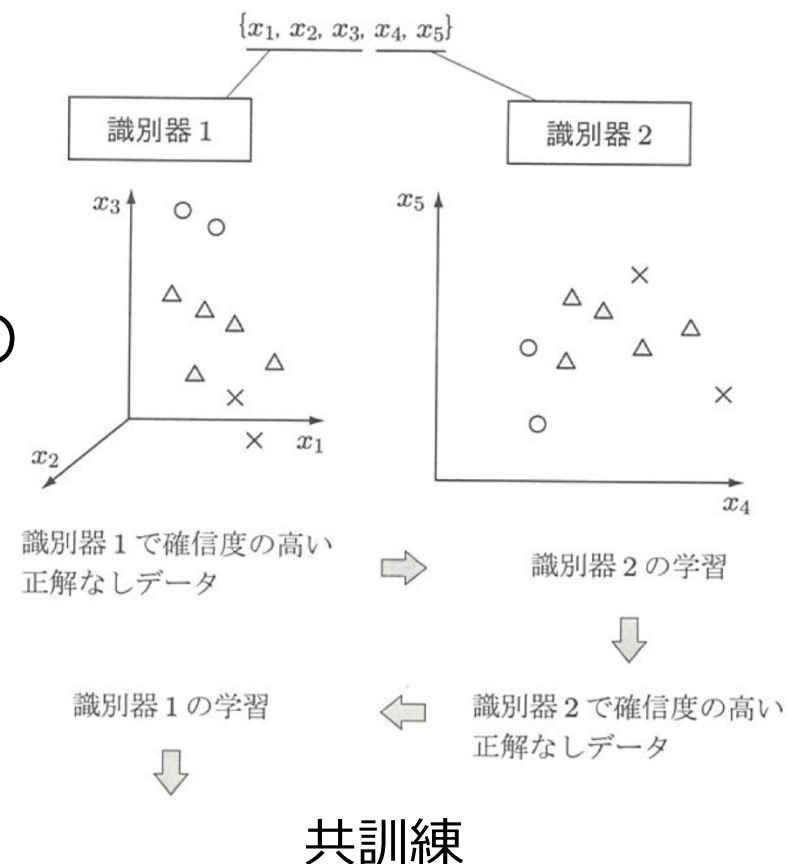 {x₁, x₂, x₃, x₄, x₅}
識別器1
識別器2
x₃
x₁
x₂
x₅
x₄
識別器1で確信度の高い
正解なしデータ
識別器2の学習
識別器1の学習
識別器2で確信度の高い
正解なしデータ
共訓練